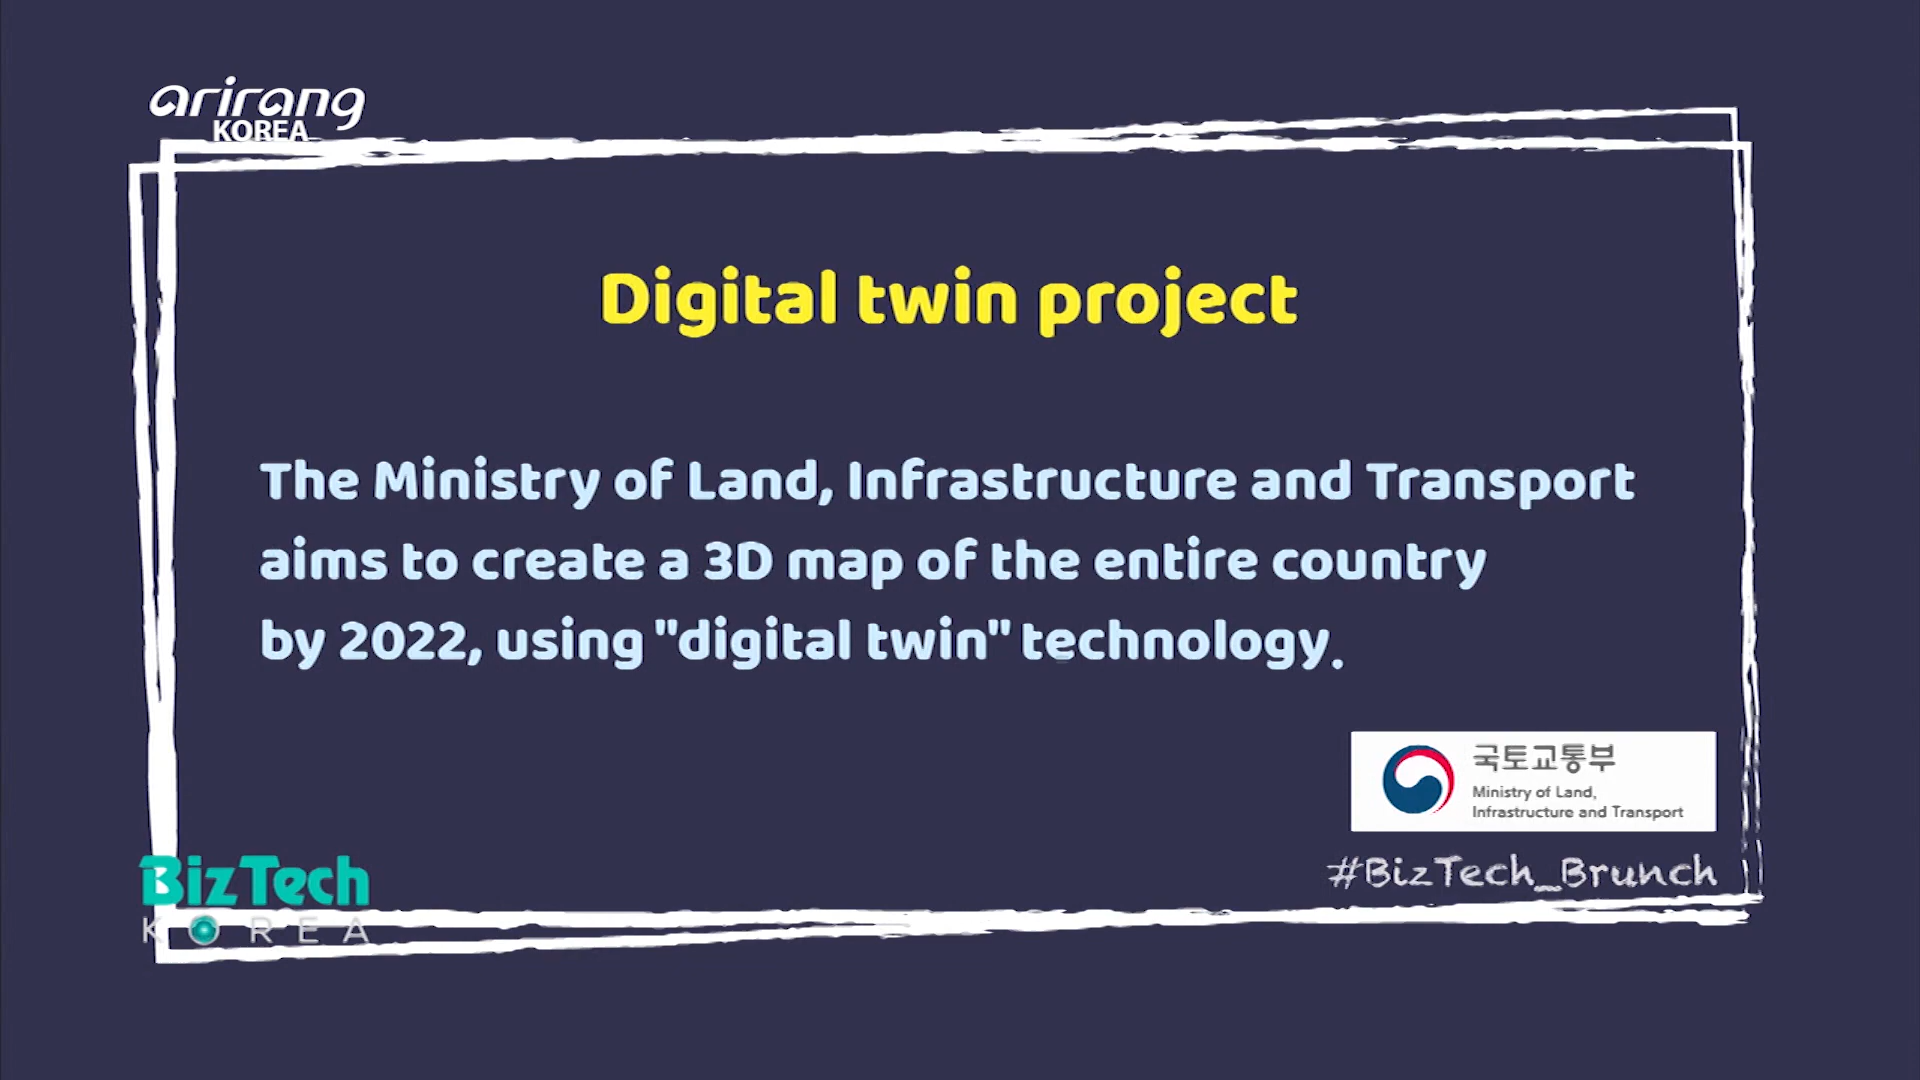 arirang
KOREA
Digital twin project
The Ministry of Land, Infrastructure and Transport
aims to create a 3D map of the entire country
by 2022, using "digital twin" technology.
국토교통부
Ministry of Land,
Infrastructure and Transport
#BizTech_Brunch
BizTech
KOREA